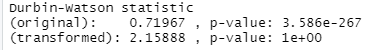 Durbin-Watson statistic
(original):    0.71967 , p-value: 3.586e-267
(transformed): 2.15888 , p-value: 1e+00